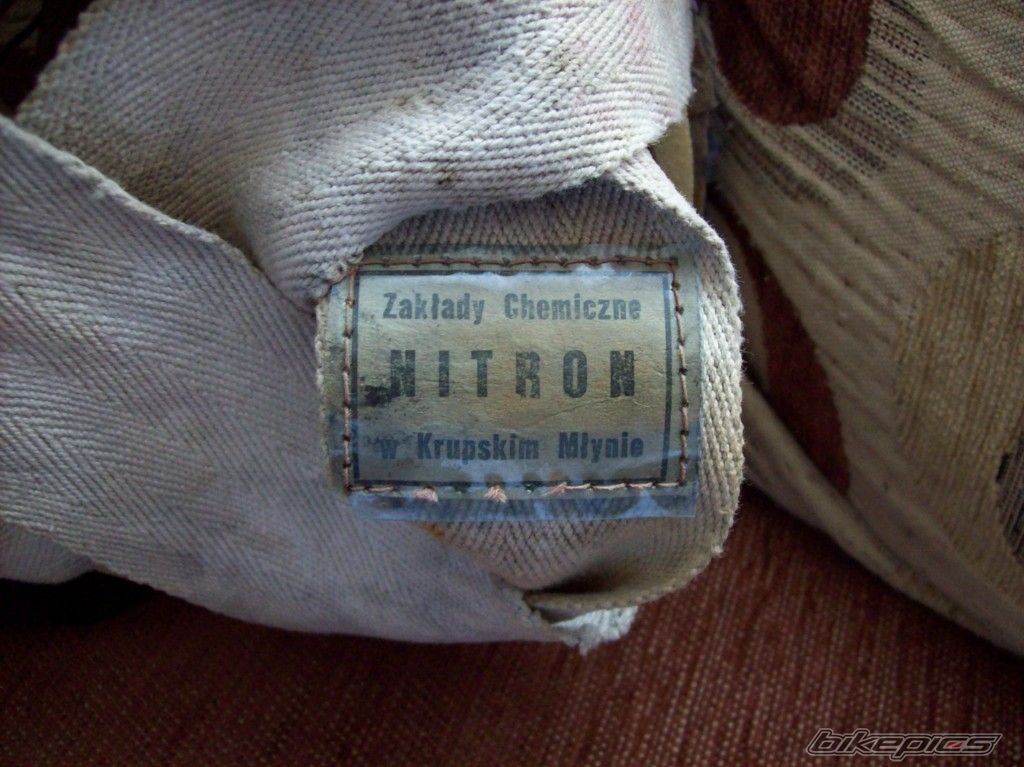 Zakłady Chemiczne
NITRON
w Krupskim Młynie
bikepics